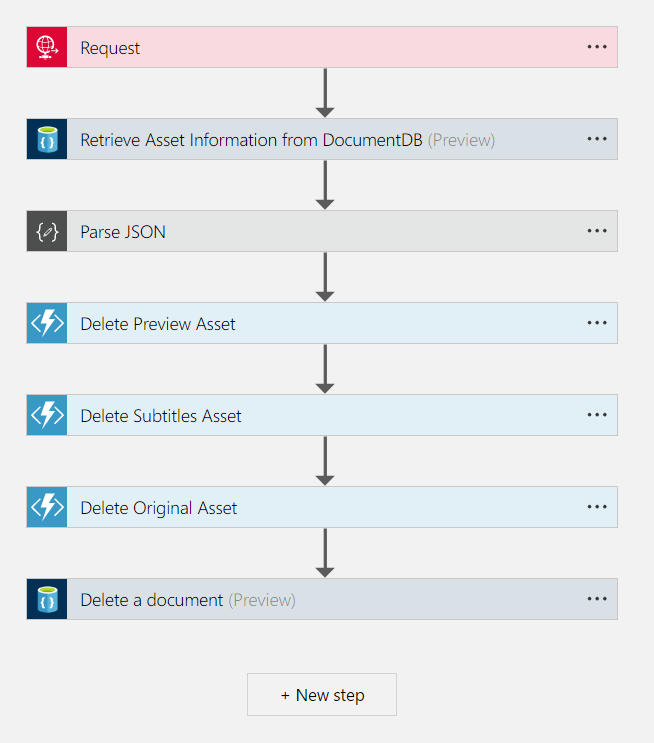 Request
Retrieve Asset Information from DocumentDB (Preview)
Parse JSON
Delete Preview Asset
Delete Subtitles Asset
Delete Original Asset
Delete a document (Preview)
+ New step